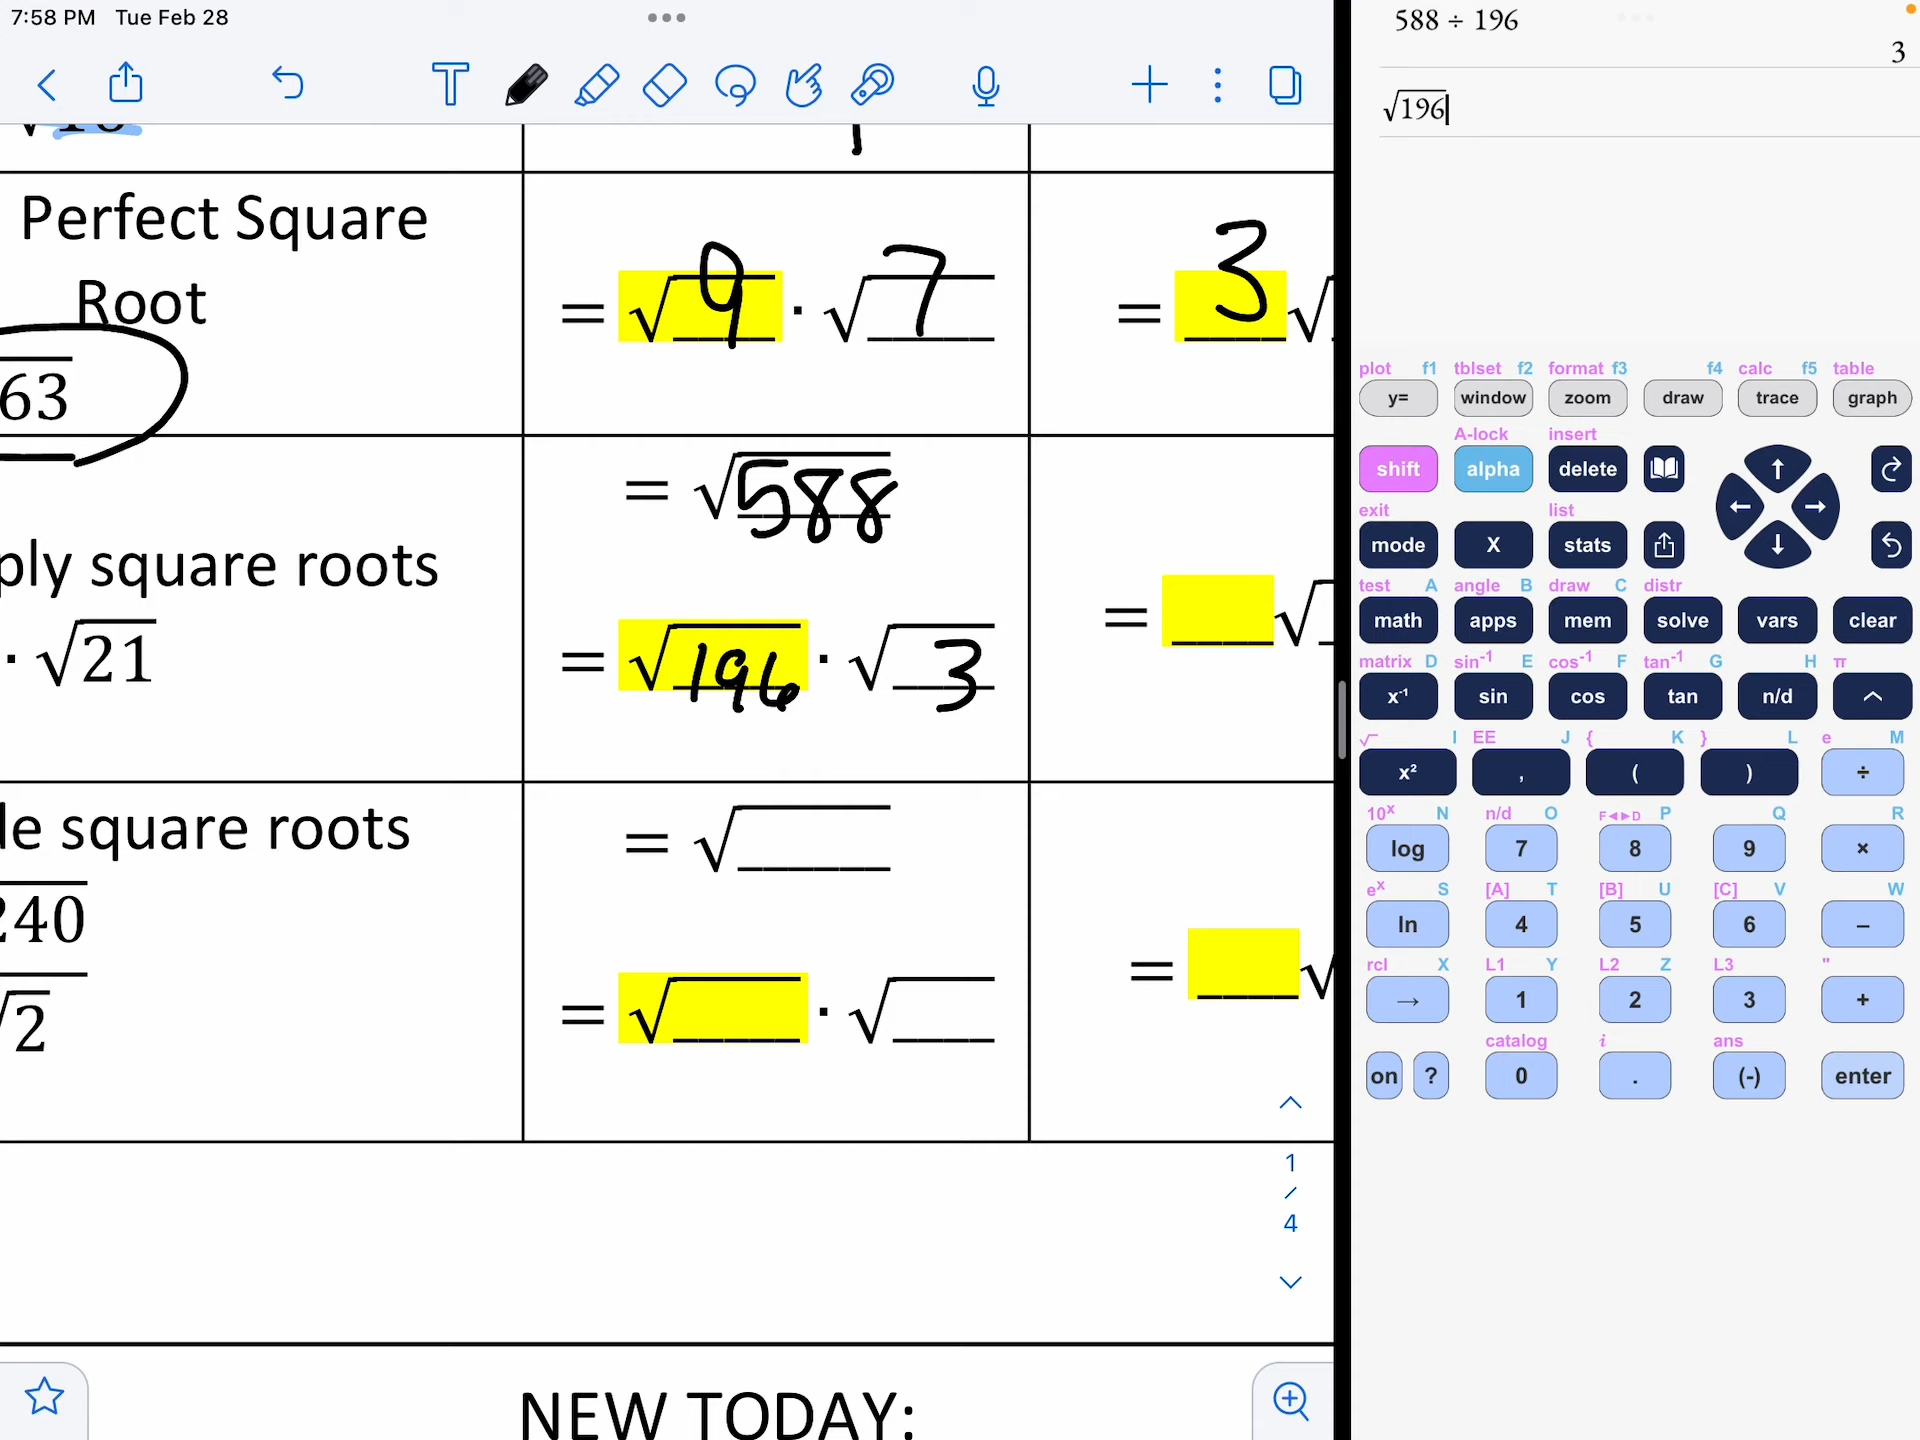 7:58 PM Tue Feb 28
Perfect Square
Root
63
= √9 · √7
= 3√
ply square roots
· √21
= √588
= √196 · √3
= ____√
le square roots
240
√2
= √______
= √_____ · √____
= ____√
1
/
4
NEW TODAY:
588 ÷ 196
3
√196
plot f1 tblset f2 format f3 f4 calc f5 table
y= window zoom draw trace graph
A-lock insert
shift alpha delete
exit list
mode X stats
test A angle B draw C distr
math apps mem solve vars clear
matrix D sin⁻¹ E cos⁻¹ F tan⁻¹ G H π
x⁻¹ sin cos tan n/d ^
√ I EE J { K } L e M
x² , ( ) ÷
10ˣ N n/d O F◄►D P Q R
log 7 8 9 ×
eˣ S [A] T [B] U [C] V W
ln 4 5 6 −
rcl X L1 Y L2 Z L3 "
→ 1 2 3 +
catalog i ans
on ? 0 . (-) enter